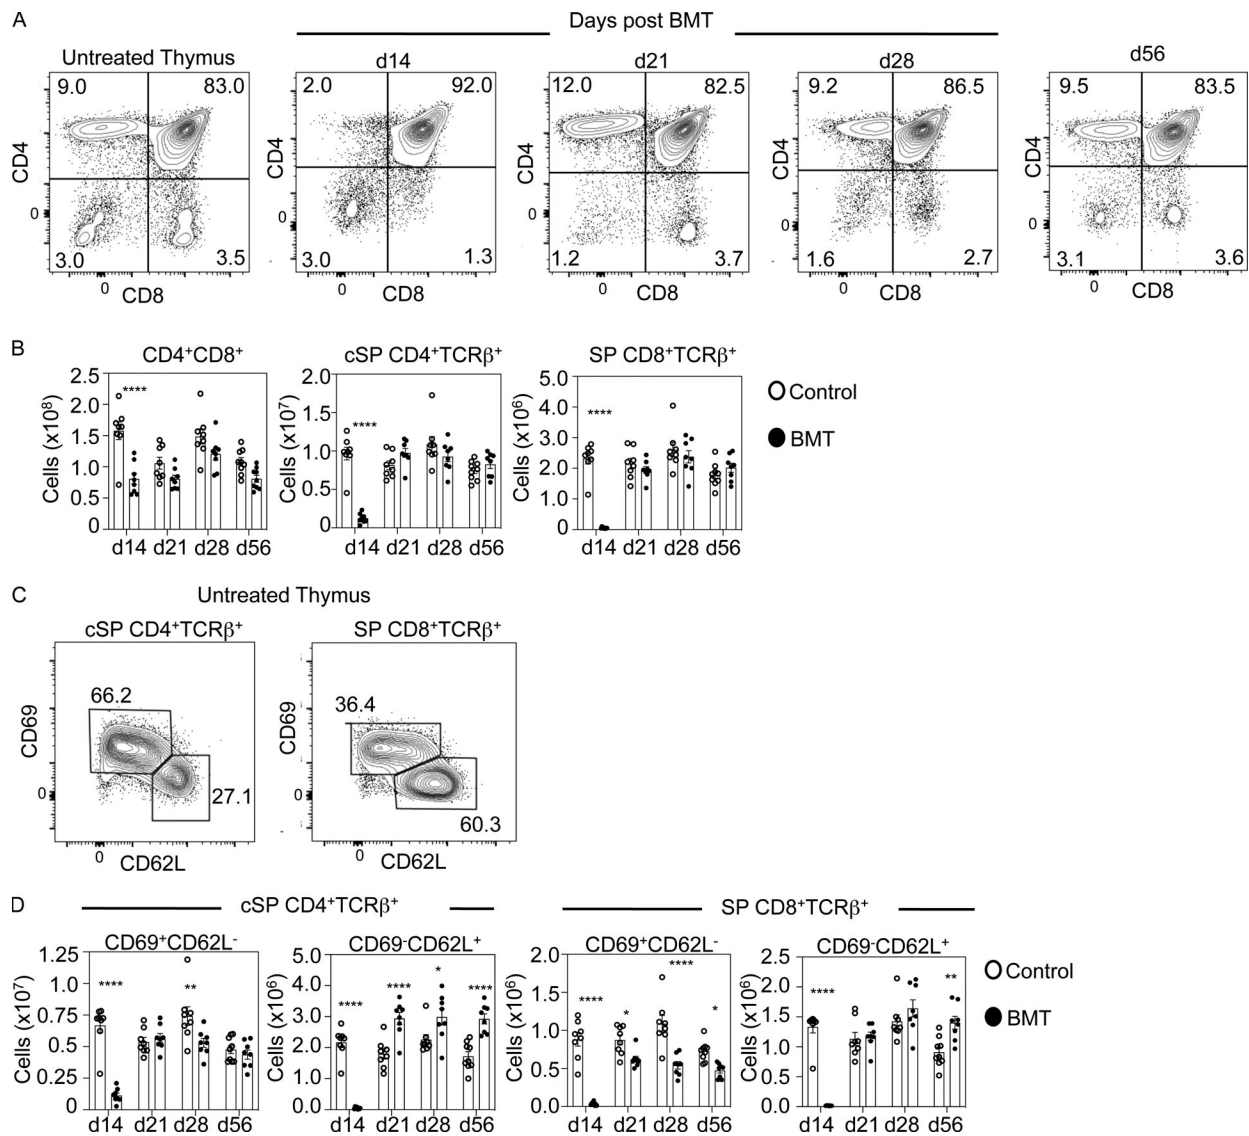 A
Days post BMT
Untreated Thymus
d14
d21
d28
d56
9.0 83.0
3.0 3.5
CD4
0
0
CD8
2.0 92.0
3.0 1.3
CD4
0
0
CD8
12.0 82.5
1.2 3.7
CD4
0
0
CD8
9.2 86.5
1.6 2.7
CD4
0
0
CD8
9.5 83.5
3.1 3.6
CD4
0
0
CD8
B
CD4⁺CD8⁺
Cells (x10⁸)
2.5
2.0
1.5
1.0
0.5
0
****
d14 d21 d28 d56
cSP CD4⁺TCRβ⁺
Cells (x10⁷)
2.0
1.5
1.0
0.5
0
****
d14 d21 d28 d56
SP CD8⁺TCRβ⁺
Cells (x10⁶)
5.0
4.0
3.0
2.0
1.0
0
****
d14 d21 d28 d56
Control
BMT
C
Untreated Thymus
cSP CD4⁺TCRβ⁺
66.2
27.1
CD69
0
0
CD62L
SP CD8⁺TCRβ⁺
36.4
60.3
CD69
0
0
CD62L
D
cSP CD4⁺TCRβ⁺
SP CD8⁺TCRβ⁺
CD69⁺CD62L⁻
Cells (x10⁷)
1.25
1.0
0.75
0.5
0.25
0
**** **
d14 d21 d28 d56
CD69⁻CD62L⁺
Cells (x10⁶)
5.0
4.0
3.0
2.0
1.0
0
**** **** * ****
d14 d21 d28 d56
CD69⁺CD62L⁻
Cells (x10⁶)
2.0
1.5
1.0
0.5
0.0
**** * **** *
d14 d21 d28 d56
CD69⁻CD62L⁺
Cells (x10⁶)
2.5
2.0
1.5
1.0
0.5
0.0
**** **
d14 d21 d28 d56
Control
BMT